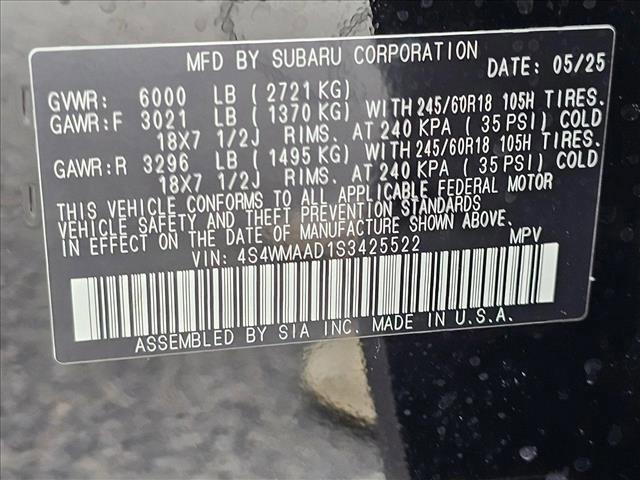 MFD BY SUBARU CORPORATION DATE: 05/25
GVWR: 6000 LB ( 2721 KG)
GAWR:F 3021 LB ( 1370 KG) WITH 245/60R18 105H TIRES.
18X7 1/2J RIMS. AT 240 KPA ( 35 PSI) COLD
GAWR:R 3296 LB ( 1495 KG) WITH 245/60R18 105H TIRES.
18X7 1/2J RIMS. AT 240 KPA ( 35 PSI) COLD
THIS VEHICLE CONFORMS TO ALL APPLICABLE FEDERAL MOTOR
VEHICLE SAFETY AND THEFT PREVENTION STANDARDS
IN EFFECT ON THE DATE OF MANUFACTURE SHOWN ABOVE.
VIN: 4S4WMAAD1S3425522 MPV
ASSEMBLED BY SIA INC. MADE IN U.S.A.